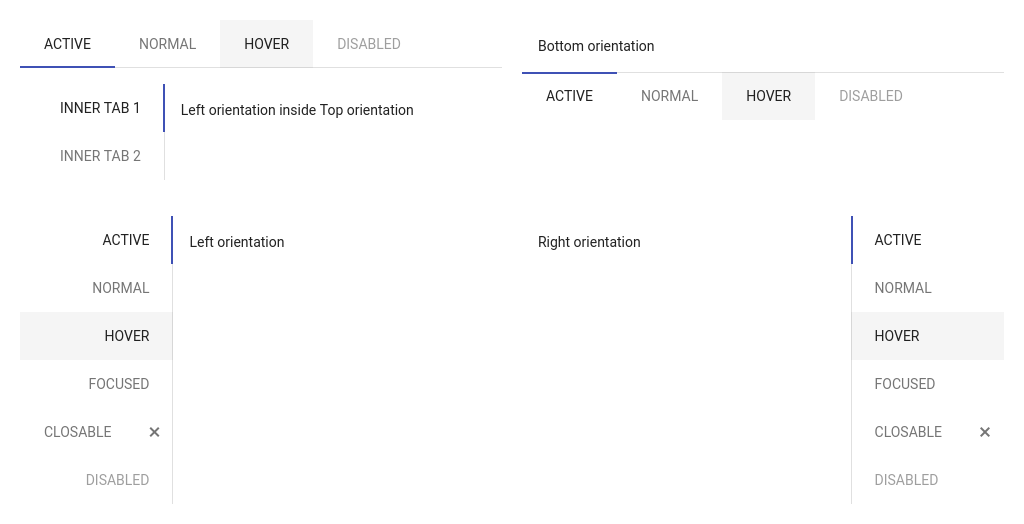 ACTIVE NORMAL HOVER DISABLED
INNER TAB 1
Left orientation inside Top orientation
INNER TAB 2
Bottom orientation
ACTIVE NORMAL HOVER DISABLED
ACTIVE
NORMAL
HOVER
FOCUSED
CLOSABLE
DISABLED
Left orientation
Right orientation
ACTIVE
NORMAL
HOVER
FOCUSED
CLOSABLE
DISABLED